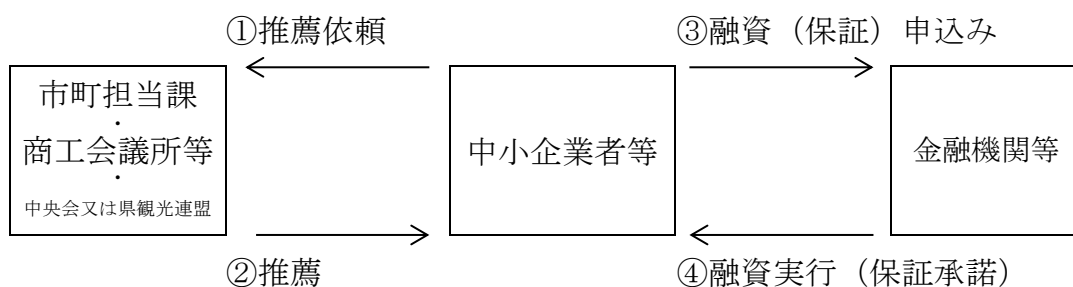 ①推薦依頼
③融資（保証）申込み
市町担当課
・
商工会議所等
・
中央会又は県観光連盟
中小企業者等
金融機関等
②推薦
④融資実行（保証承諾）